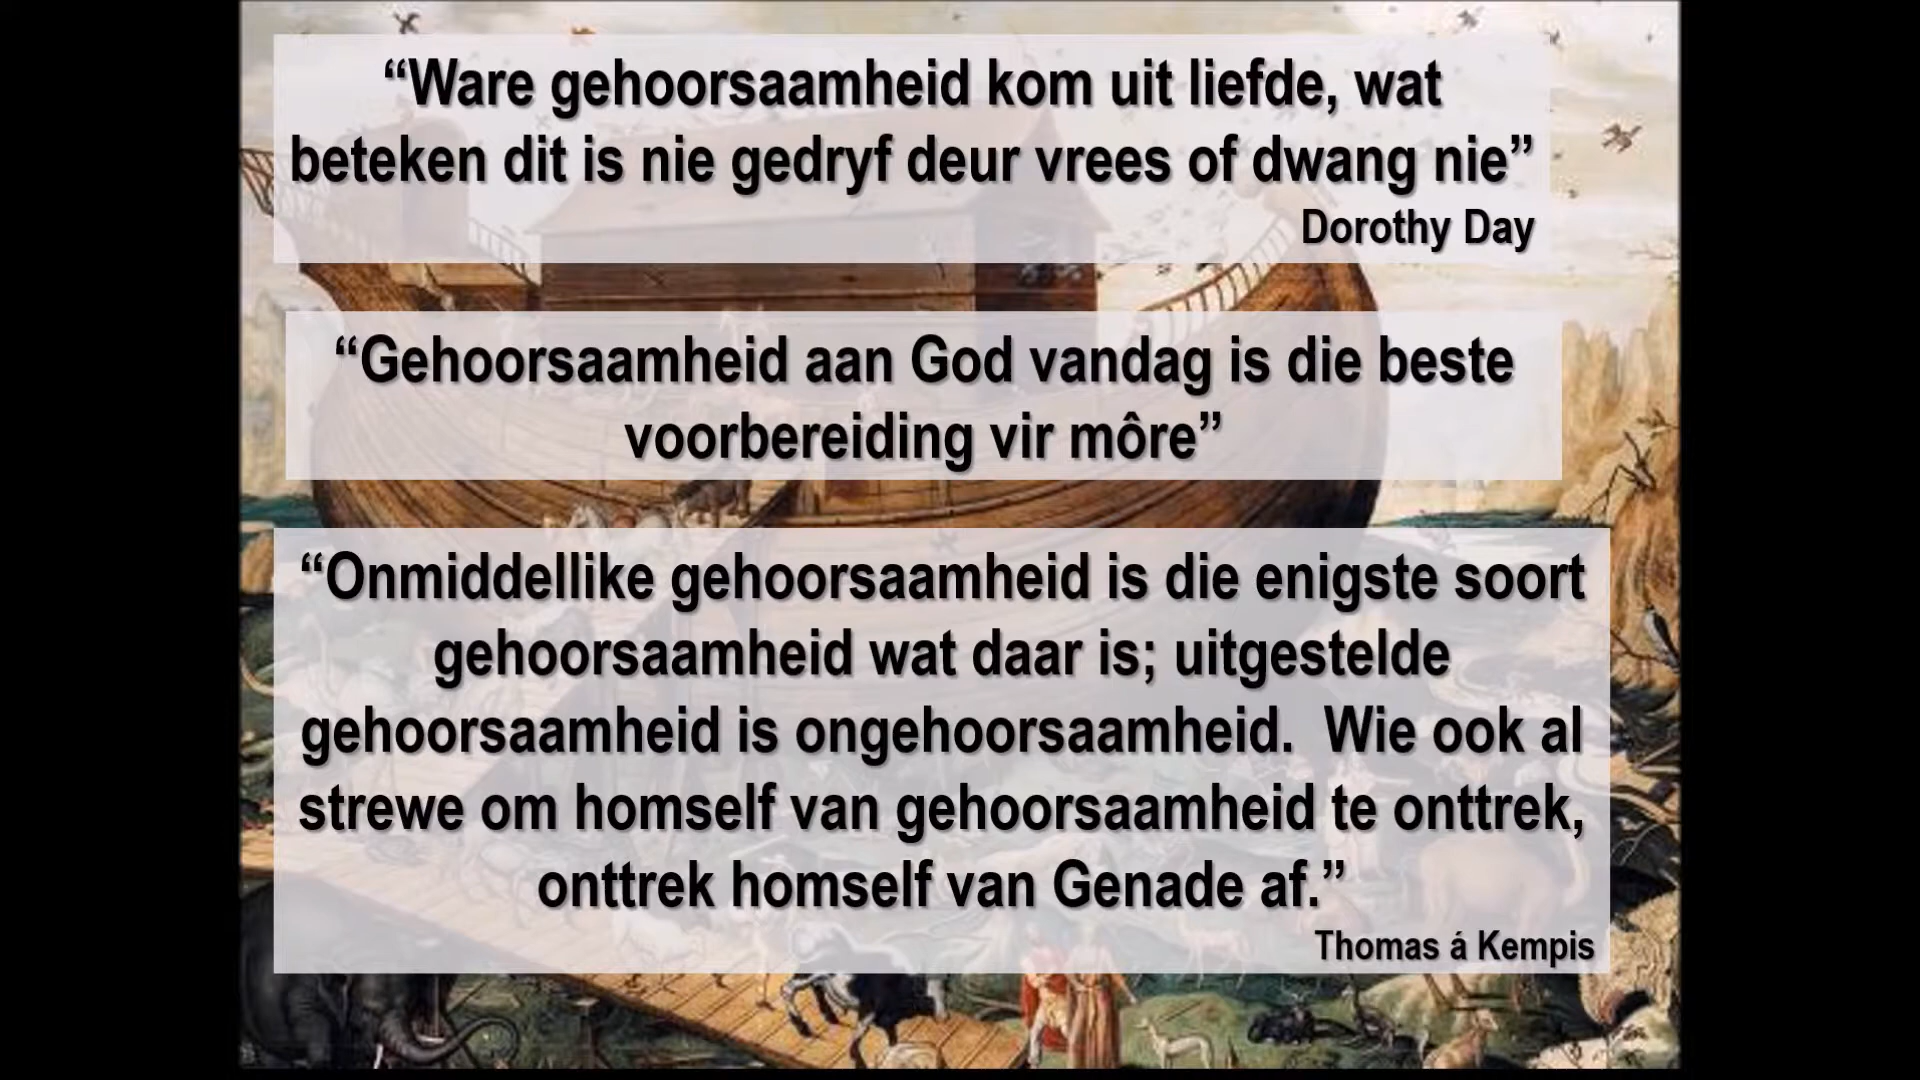 “Ware gehoorsaamheid kom uit liefde, wat
beteken dit is nie gedryf deur vrees of dwang nie”
Dorothy Day
“Gehoorsaamheid aan God vandag is die beste
voorbereiding vir môre”
“Onmiddellike gehoorsaamheid is die enigste soort
gehoorsaamheid wat daar is; uitgestelde
gehoorsaamheid is ongehoorsaamheid.  Wie ook al
strewe om homself van gehoorsaamheid te onttrek,
onttrek homself van Genade af.”
Thomas á Kempis